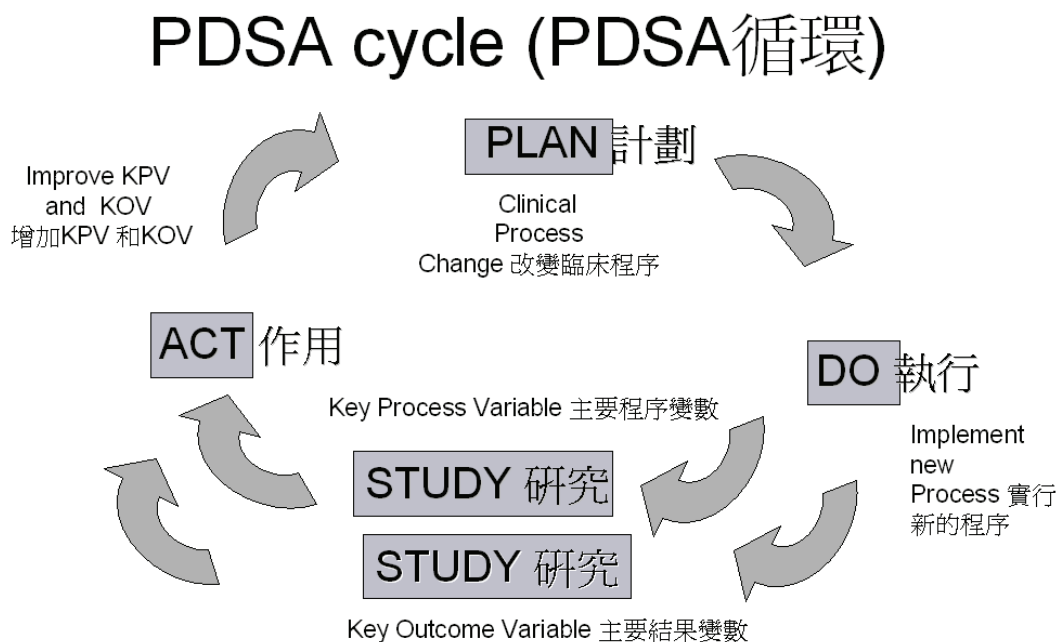 PDSA cycle (PDSA循環)
PLAN 計劃
Clinical
Process
Change 改變臨床程序
Improve KPV
and KOV
增加KPV 和KOV
ACT 作用
DO 執行
Implement
new
Process 實行
新的程序
Key Process Variable 主要程序變數
STUDY 研究
STUDY 研究
Key Outcome Variable 主要結果變數